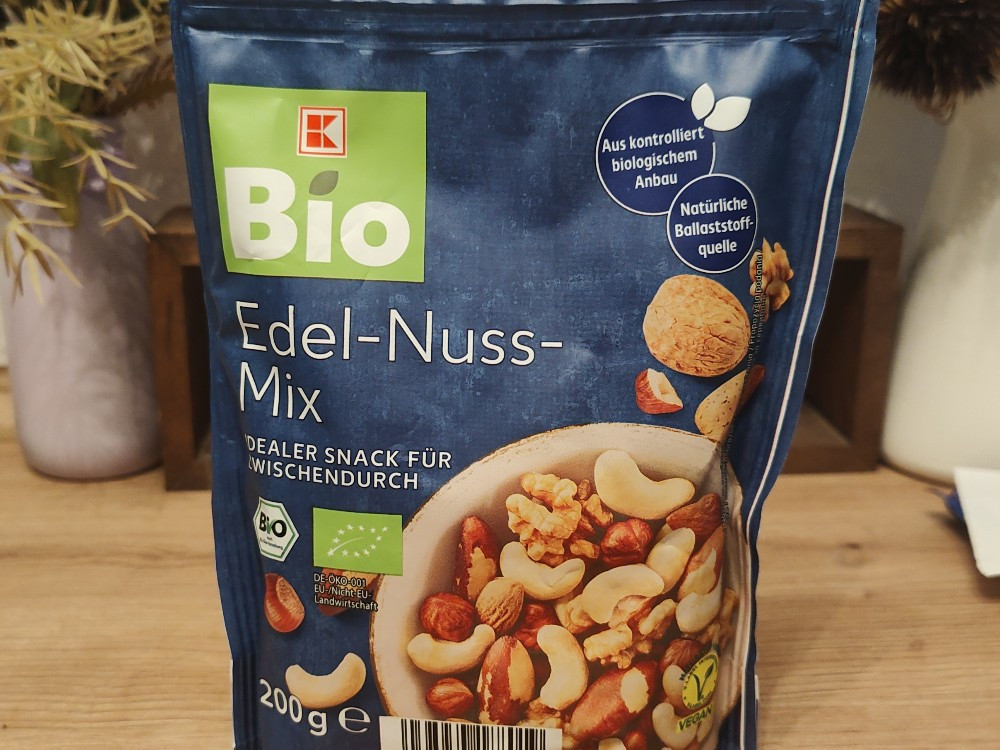 K
Bio
Aus kontrolliert
biologischem
Anbau
Natürliche
Ballaststoff-
quelle
Edel-Nuss-
Mix
IDEALER SNACK FÜR
ZWISCHENDURCH
BIO
DE-ÖKO-001
EU-/Nicht-EU-
Landwirtschaft
200 g ℮
VEGAN